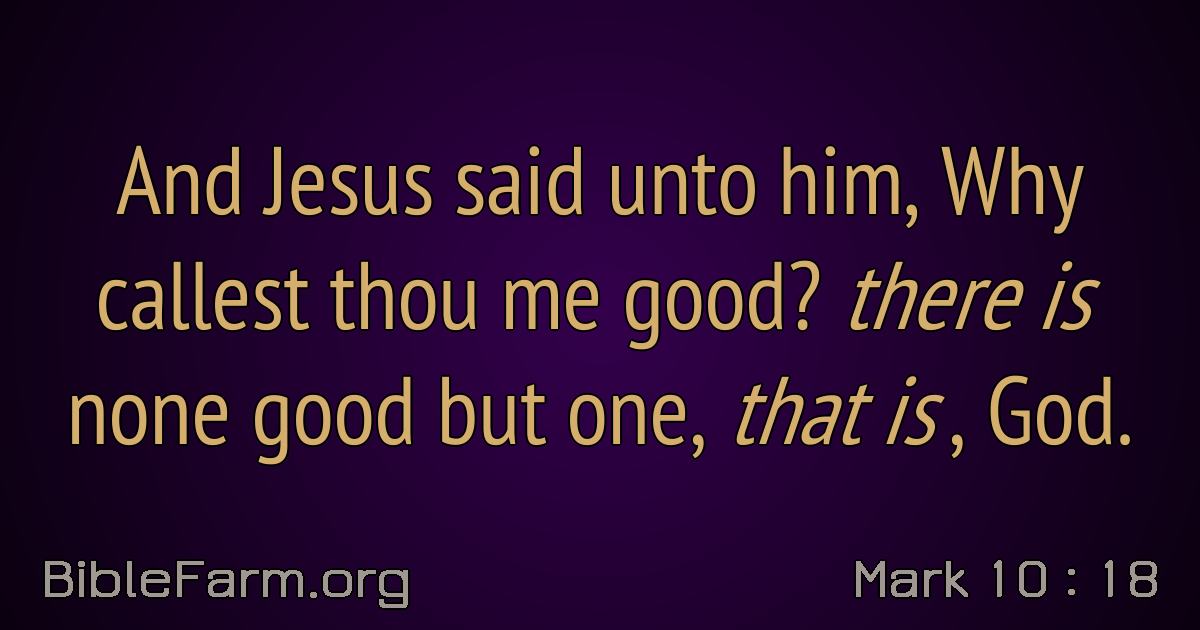 And Jesus said unto him, Why
callest thou me good? there is
none good but one, that is, God.
BibleFarm.org
Mark 10 : 18